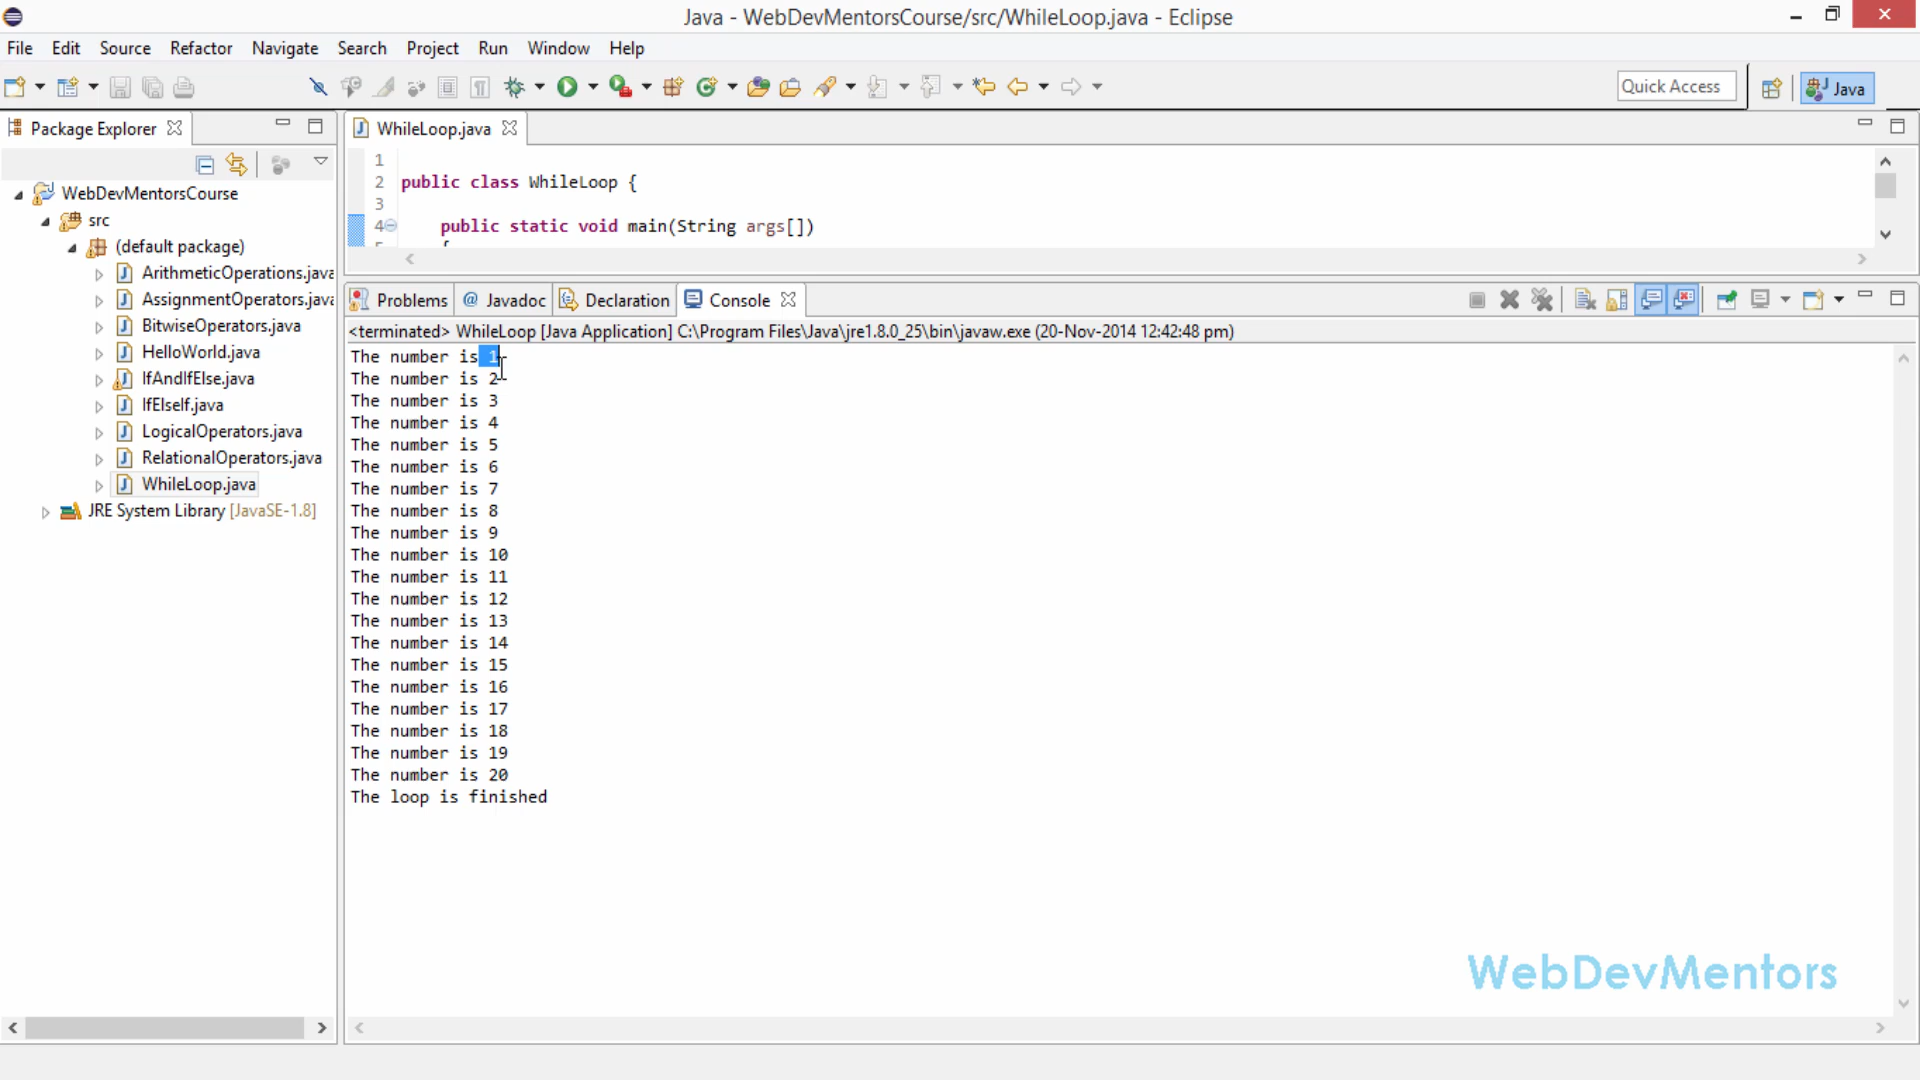 Java - WebDevMentorsCourse/src/WhileLoop.java - Eclipse
File Edit Source Refactor Navigate Search Project Run Window Help
Quick Access
Java
Package Explorer
WebDevMentorsCourse
src
(default package)
ArithmeticOperations.java
AssignmentOperators.java
BitwiseOperators.java
HelloWorld.java
IfAndIfElse.java
IfElseIf.java
LogicalOperators.java
RelationalOperators.java
WhileLoop.java
JRE System Library [JavaSE-1.8]
WhileLoop.java
1
2 public class WhileLoop {
3
4 public static void main(String args[])
5 {
Problems @ Javadoc Declaration Console
<terminated> WhileLoop [Java Application] C:\Program Files\Java\jre1.8.0_25\bin\javaw.exe (20-Nov-2014 12:42:48 pm)
The number is 1
The number is 2
The number is 3
The number is 4
The number is 5
The number is 6
The number is 7
The number is 8
The number is 9
The number is 10
The number is 11
The number is 12
The number is 13
The number is 14
The number is 15
The number is 16
The number is 17
The number is 18
The number is 19
The number is 20
The loop is finished
WebDevMentors